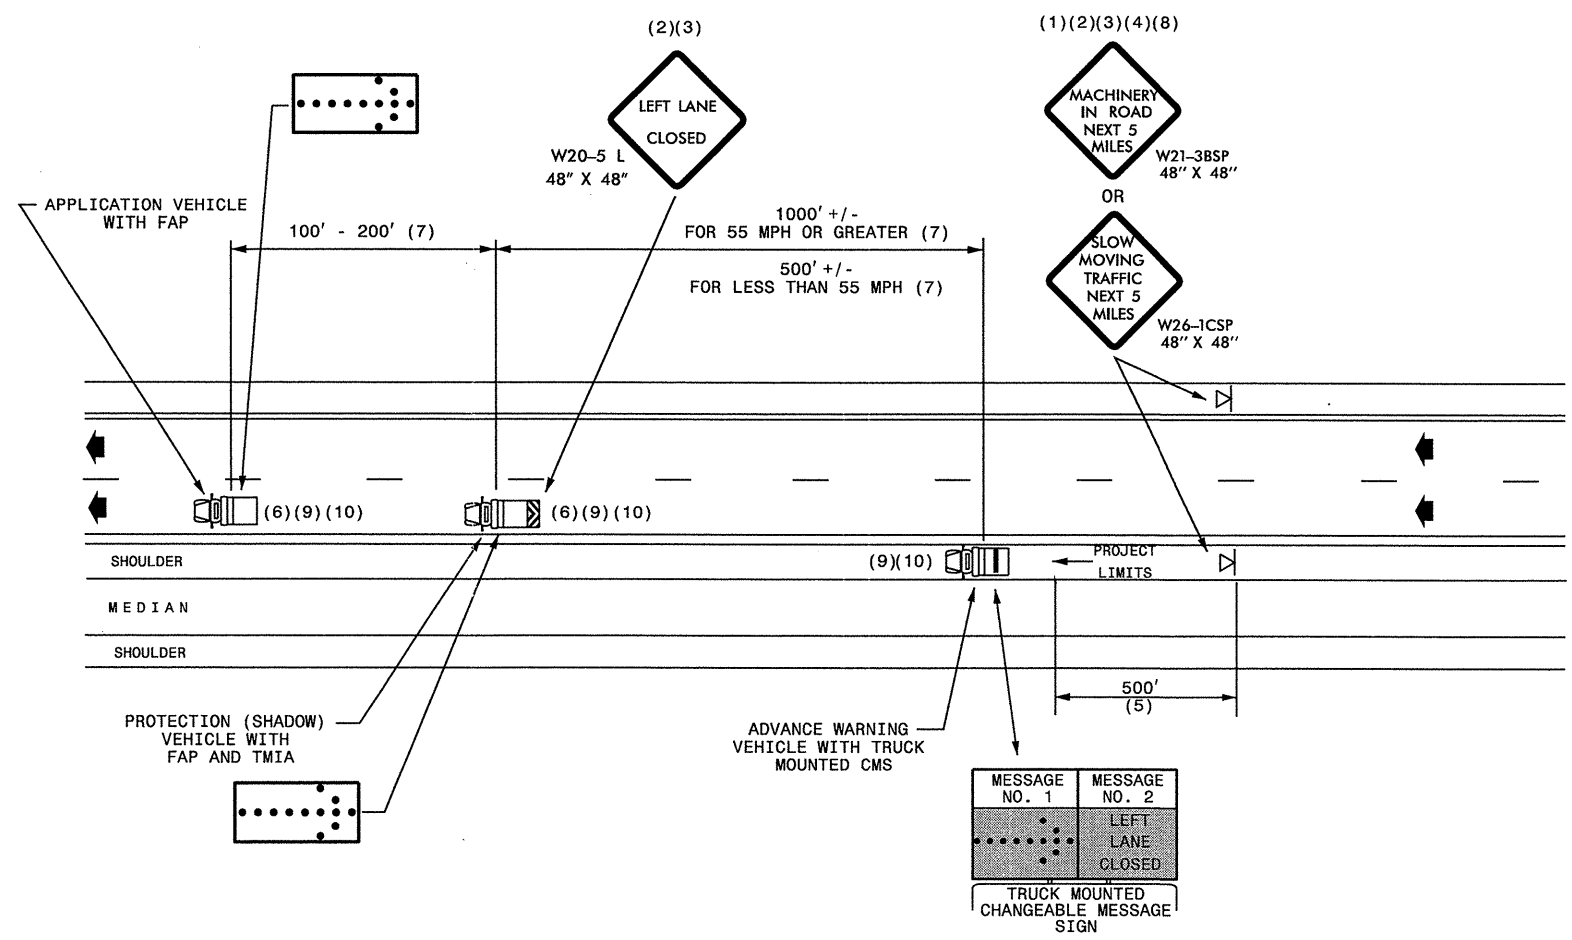 (2)(3)
(1)(2)(3)(4)(8)
LEFT LANE
CLOSED
W20-5 L
48" X 48"
MACHINERY
IN ROAD
NEXT 5
MILES
W21-3BSP
48" X 48"
OR
SLOW
MOVING
TRAFFIC
NEXT 5
MILES
W26-1CSP
48" X 48"
APPLICATION VEHICLE
WITH FAP
100' - 200' (7)
1000' +/-
FOR 55 MPH OR GREATER (7)
500' +/-
FOR LESS THAN 55 MPH (7)
(6)(9)(10)
(6)(9)(10)
(9)(10)
PROJECT
LIMITS
SHOULDER
MEDIAN
SHOULDER
500'
(5)
PROTECTION (SHADOW)
VEHICLE WITH
FAP AND TMIA
ADVANCE WARNING
VEHICLE WITH TRUCK
MOUNTED CMS
MESSAGE
NO. 1
MESSAGE
NO. 2
LEFT
LANE
CLOSED
TRUCK MOUNTED
CHANGEABLE MESSAGE
SIGN